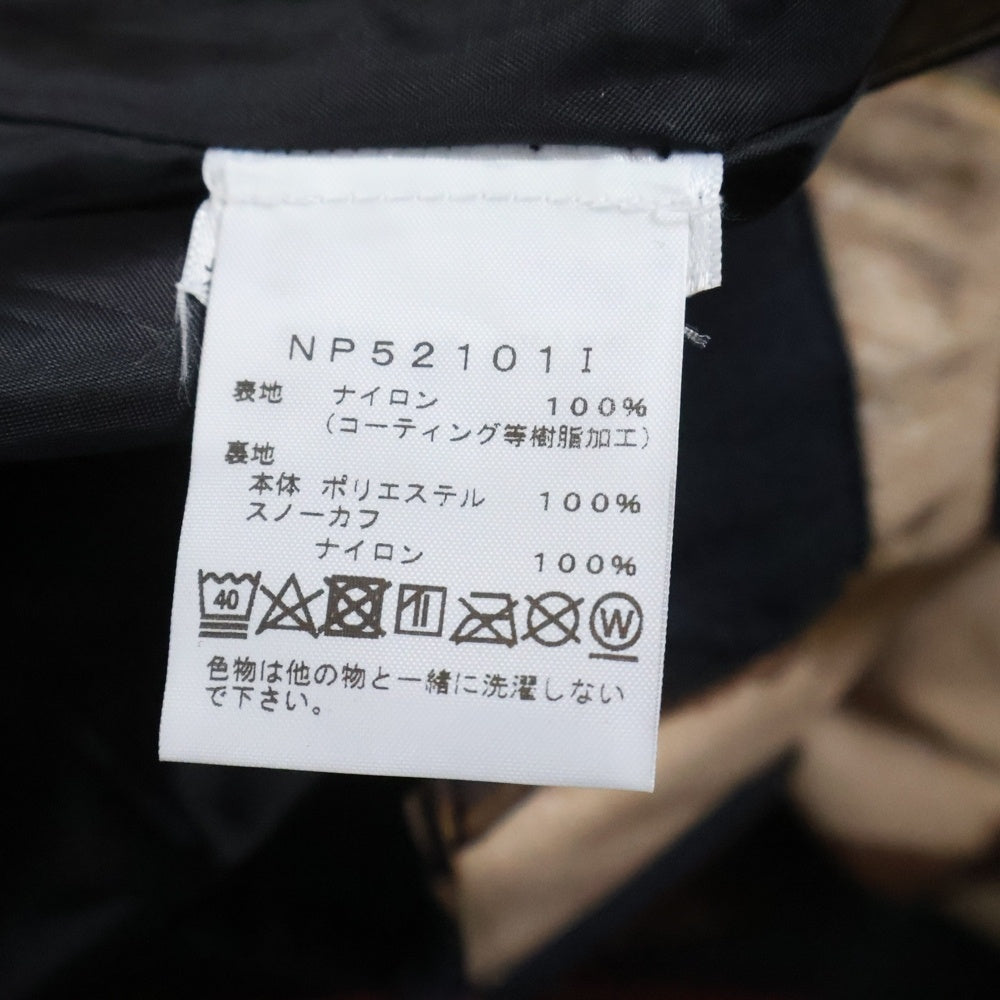 NP52101I
表地 ナイロン 100%
(コーティング等樹脂加工)
裏地
本体 ポリエステル 100%
スノーカフ
ナイロン 100%
40 W
色物は他の物と一緒に洗濯しない
で下さい。